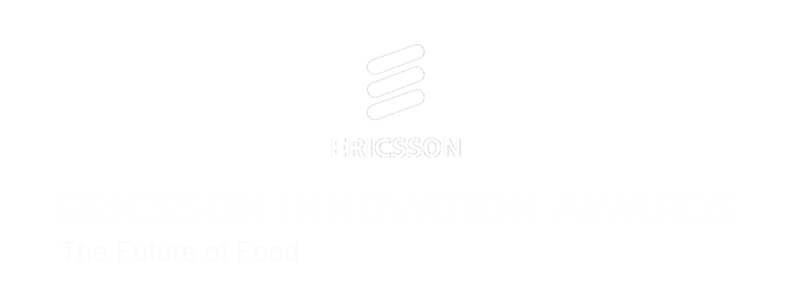 ERICSSON
ERICSSON INNOVATION AWARDS
The Future of Food